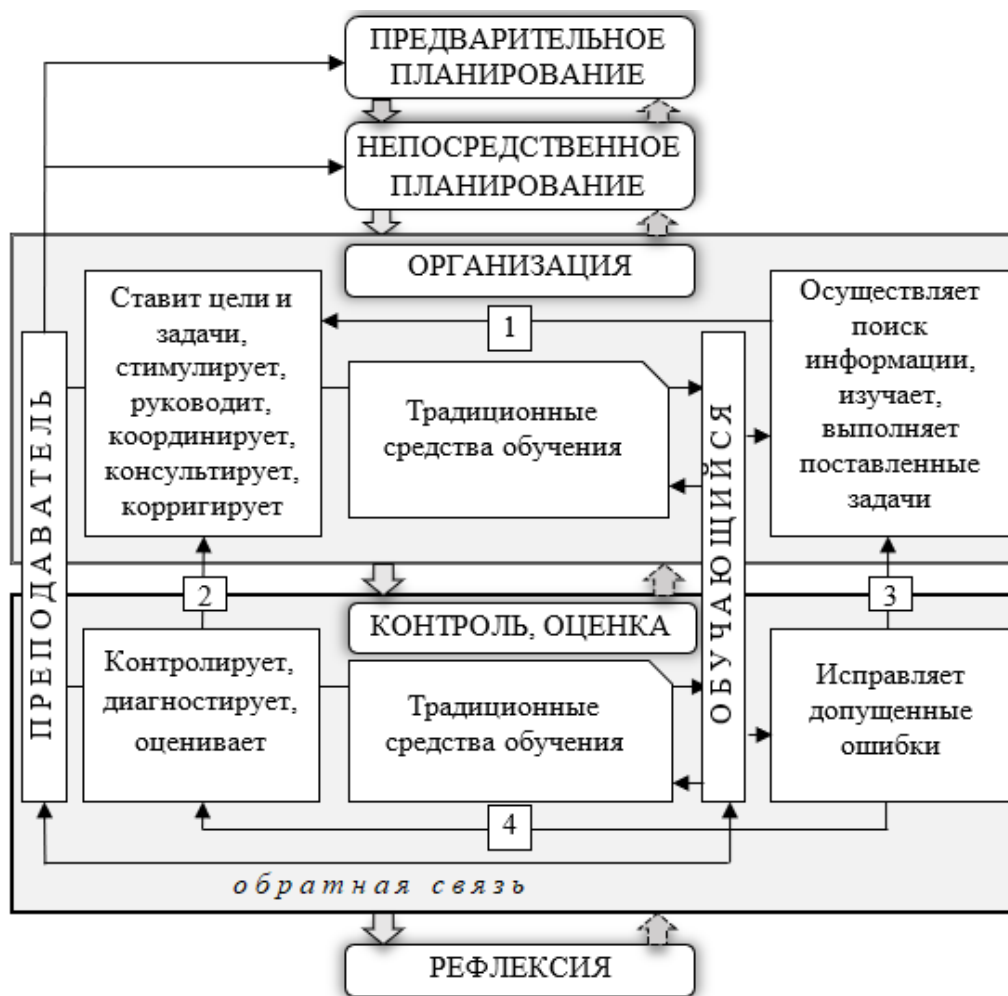 ПРЕДВАРИТЕЛЬНОЕ
ПЛАНИРОВАНИЕ
НЕПОСРЕДСТВЕННОЕ
ПЛАНИРОВАНИЕ
ОРГАНИЗАЦИЯ
ПРЕПОДАВАТЕЛЬ
Ставит цели и
задачи,
стимулирует,
руководит,
координирует,
консультирует,
корригирует
1
Традиционные
средства обучения
ОБУЧАЮЩИЙСЯ
Осуществляет
поиск
информации,
изучает,
выполняет
поставленные
задачи
2
3
КОНТРОЛЬ, ОЦЕНКА
Контролирует,
диагностирует,
оценивает
Традиционные
средства обучения
Исправляет
допущенные
ошибки
4
обратная связь
РЕФЛЕКСИЯ